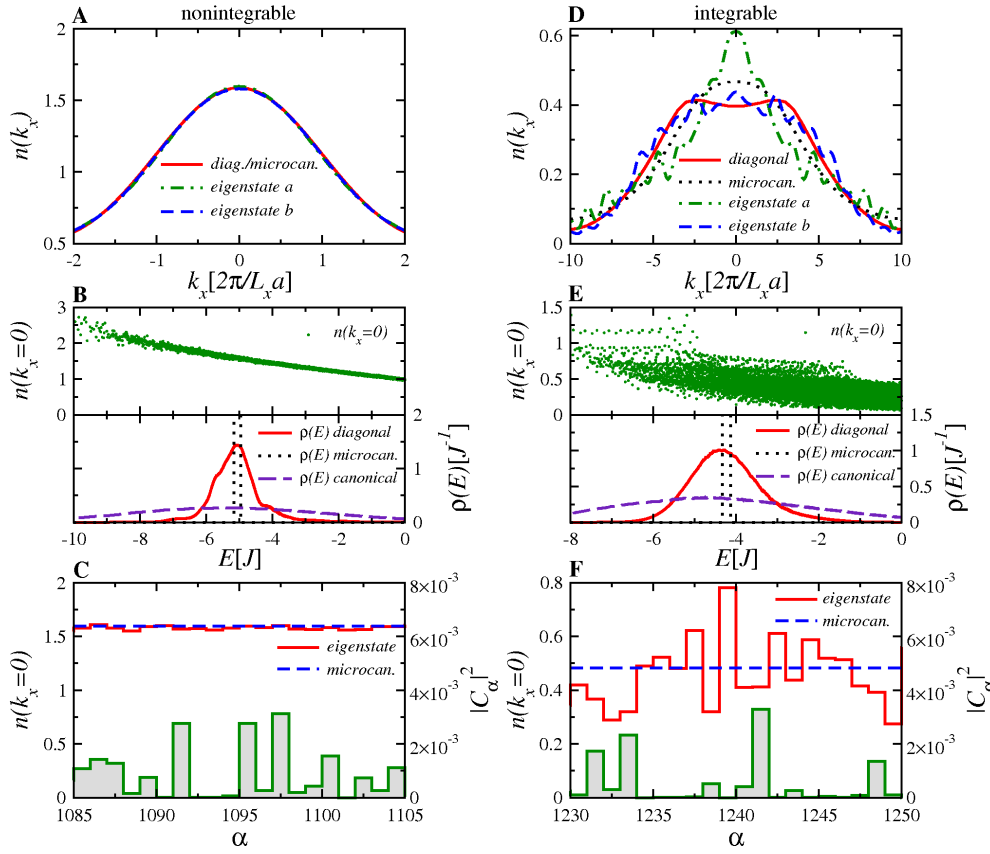 A nonintegrable
n(kx)
2
1.5
1
0.5
diag./microcan.
eigenstate a
eigenstate b
-2 -1 0 1 2
kx[2π/Lxa]
D integrable
n(kx)
0.6
0.4
0.2
0
diagonal
microcan.
eigenstate a
eigenstate b
-10 -5 0 5 10
kx[2π/Lxa]
B
n(kx=0)
3
2
1
0
n(kx=0)
2
1
0
ρ(E)[J⁻¹]
ρ(E) diagonal
ρ(E) microcan.
ρ(E) canonical
-10 -8 -6 -4 -2 0
E[J]
E
n(kx=0)
1.5
1
0.5
0
n(kx=0)
1.5
1
0.5
0
ρ(E)[J⁻¹]
ρ(E) diagonal
ρ(E) microcan.
ρ(E) canonical
-8 -6 -4 -2 0
E[J]
C
n(kx=0)
2
1.5
1
0.5
0
eigenstate
microcan.
8×10⁻³
6×10⁻³
4×10⁻³
2×10⁻³
0
|Cα|²
1085 1090 1095 1100 1105
α
F
n(kx=0)
0.8
0.6
0.4
0.2
0
eigenstate
microcan.
8×10⁻³
6×10⁻³
4×10⁻³
2×10⁻³
0
|Cα|²
1230 1235 1240 1245 1250
α